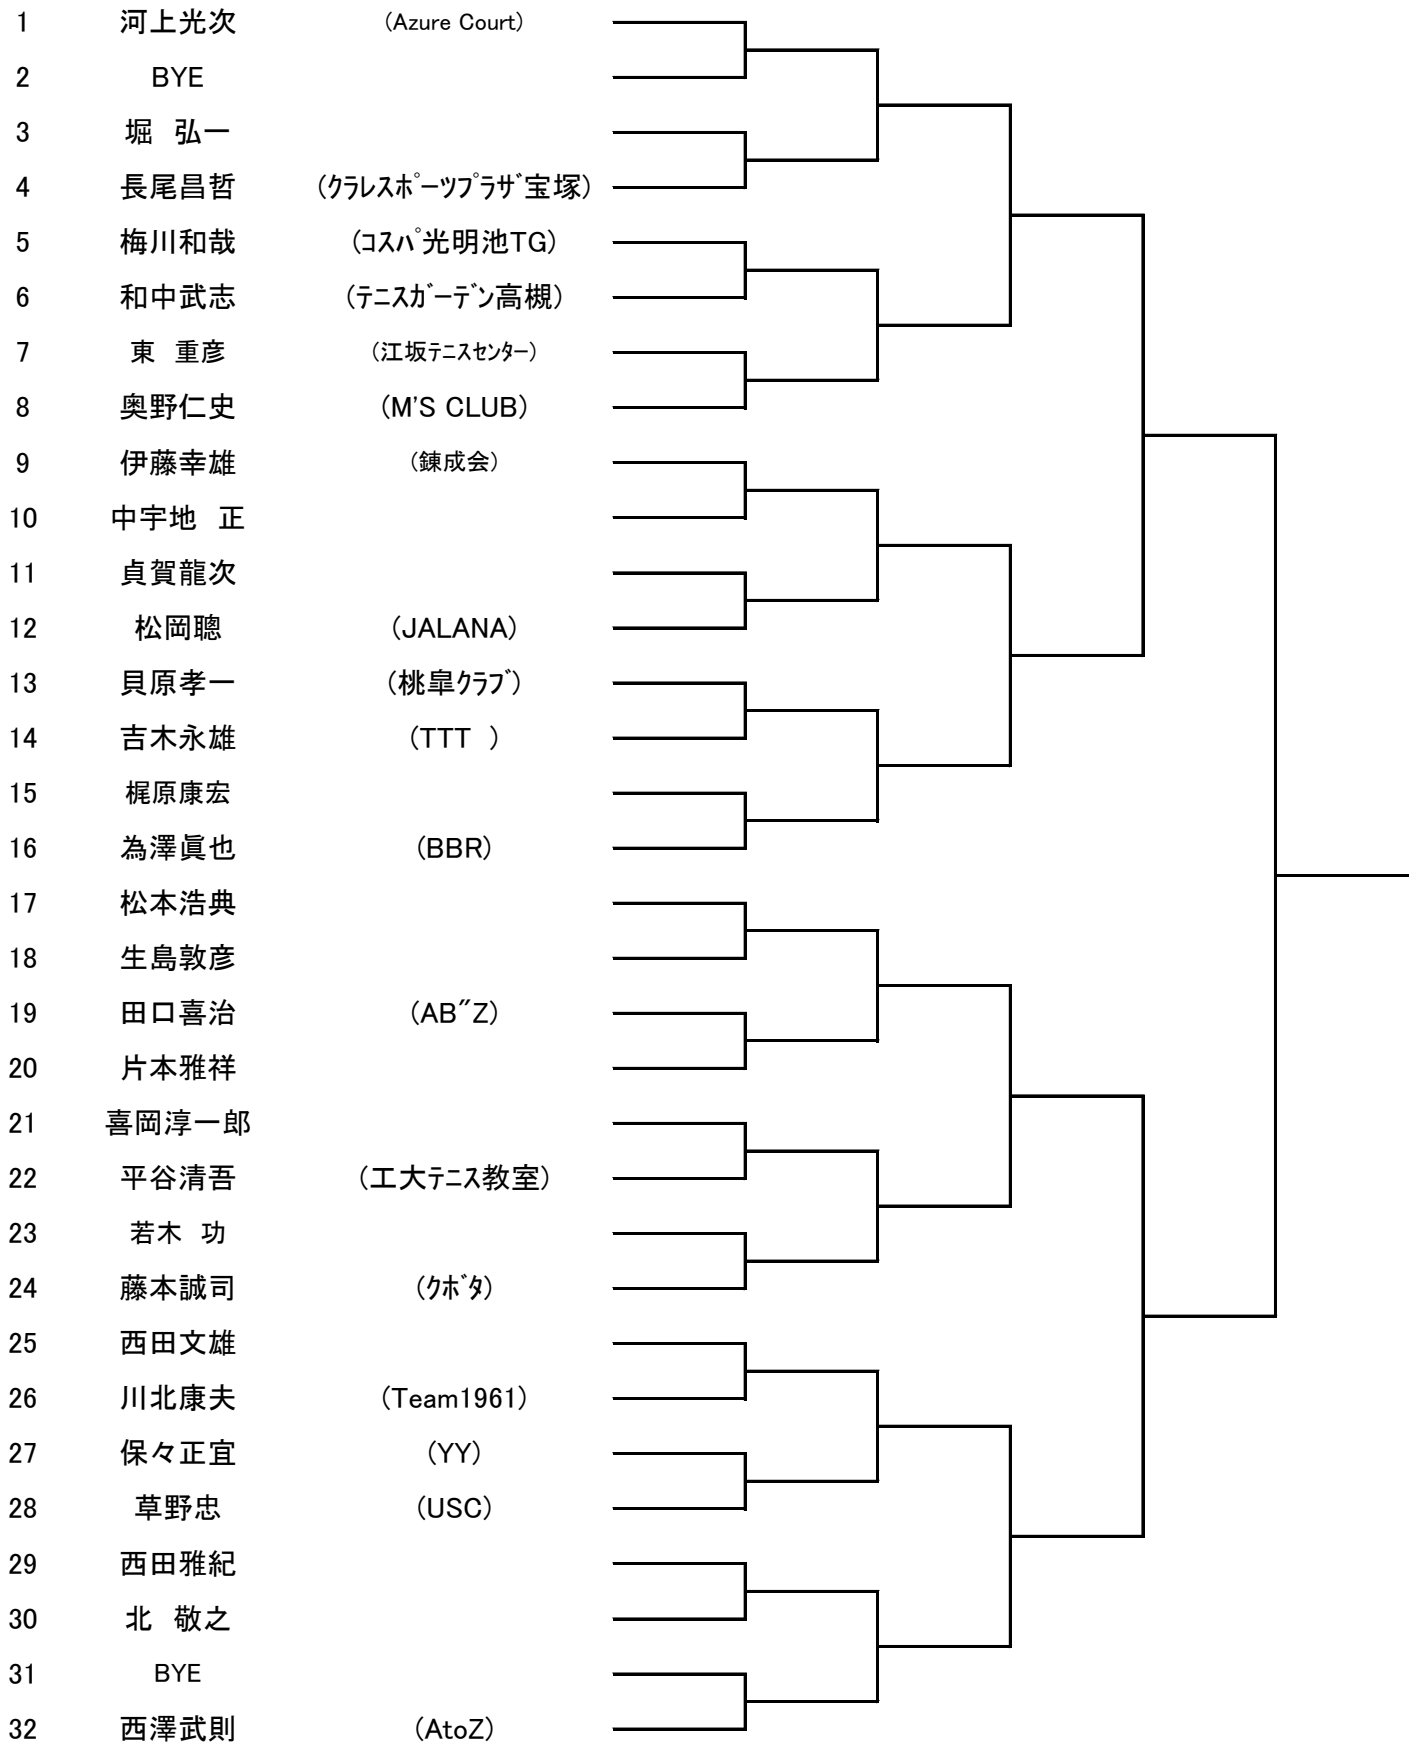 1 河上光次 (Azure Court)
2 BYE
3 堀　弘一
4 長尾昌哲 (ｸﾗﾚｽﾎﾟｰﾂﾌﾟﾗｻﾞ宝塚)
5 梅川和哉 (ｺｽﾊﾟ光明池TG)
6 和中武志 (ﾃﾆｽｶﾞｰﾃﾞﾝ高槻)
7 東　重彦 (江坂ﾃﾆｽｾﾝﾀｰ)
8 奥野仁史 (M'S CLUB)
9 伊藤幸雄 (錬成会)
10 中宇地　正
11 貞賀龍次
12 松岡聰 (JALANA)
13 貝原孝一 (桃皐ｸﾗﾌﾞ)
14 吉木永雄 (TTT　)
15 梶原康宏
16 為澤眞也 (BBR)
17 松本浩典
18 生島敦彦
19 田口喜治 (AB"Z)
20 片本雅祥
21 喜岡淳一郎
22 平谷清吾 (工大ﾃﾆｽ教室)
23 若木　功
24 藤本誠司 (ｸﾎﾞﾀ)
25 西田文雄
26 川北康夫 (Team1961)
27 保々正宜 (YY)
28 草野忠 (USC)
29 西田雅紀
30 北　敬之
31 BYE
32 西澤武則 (AtoZ)